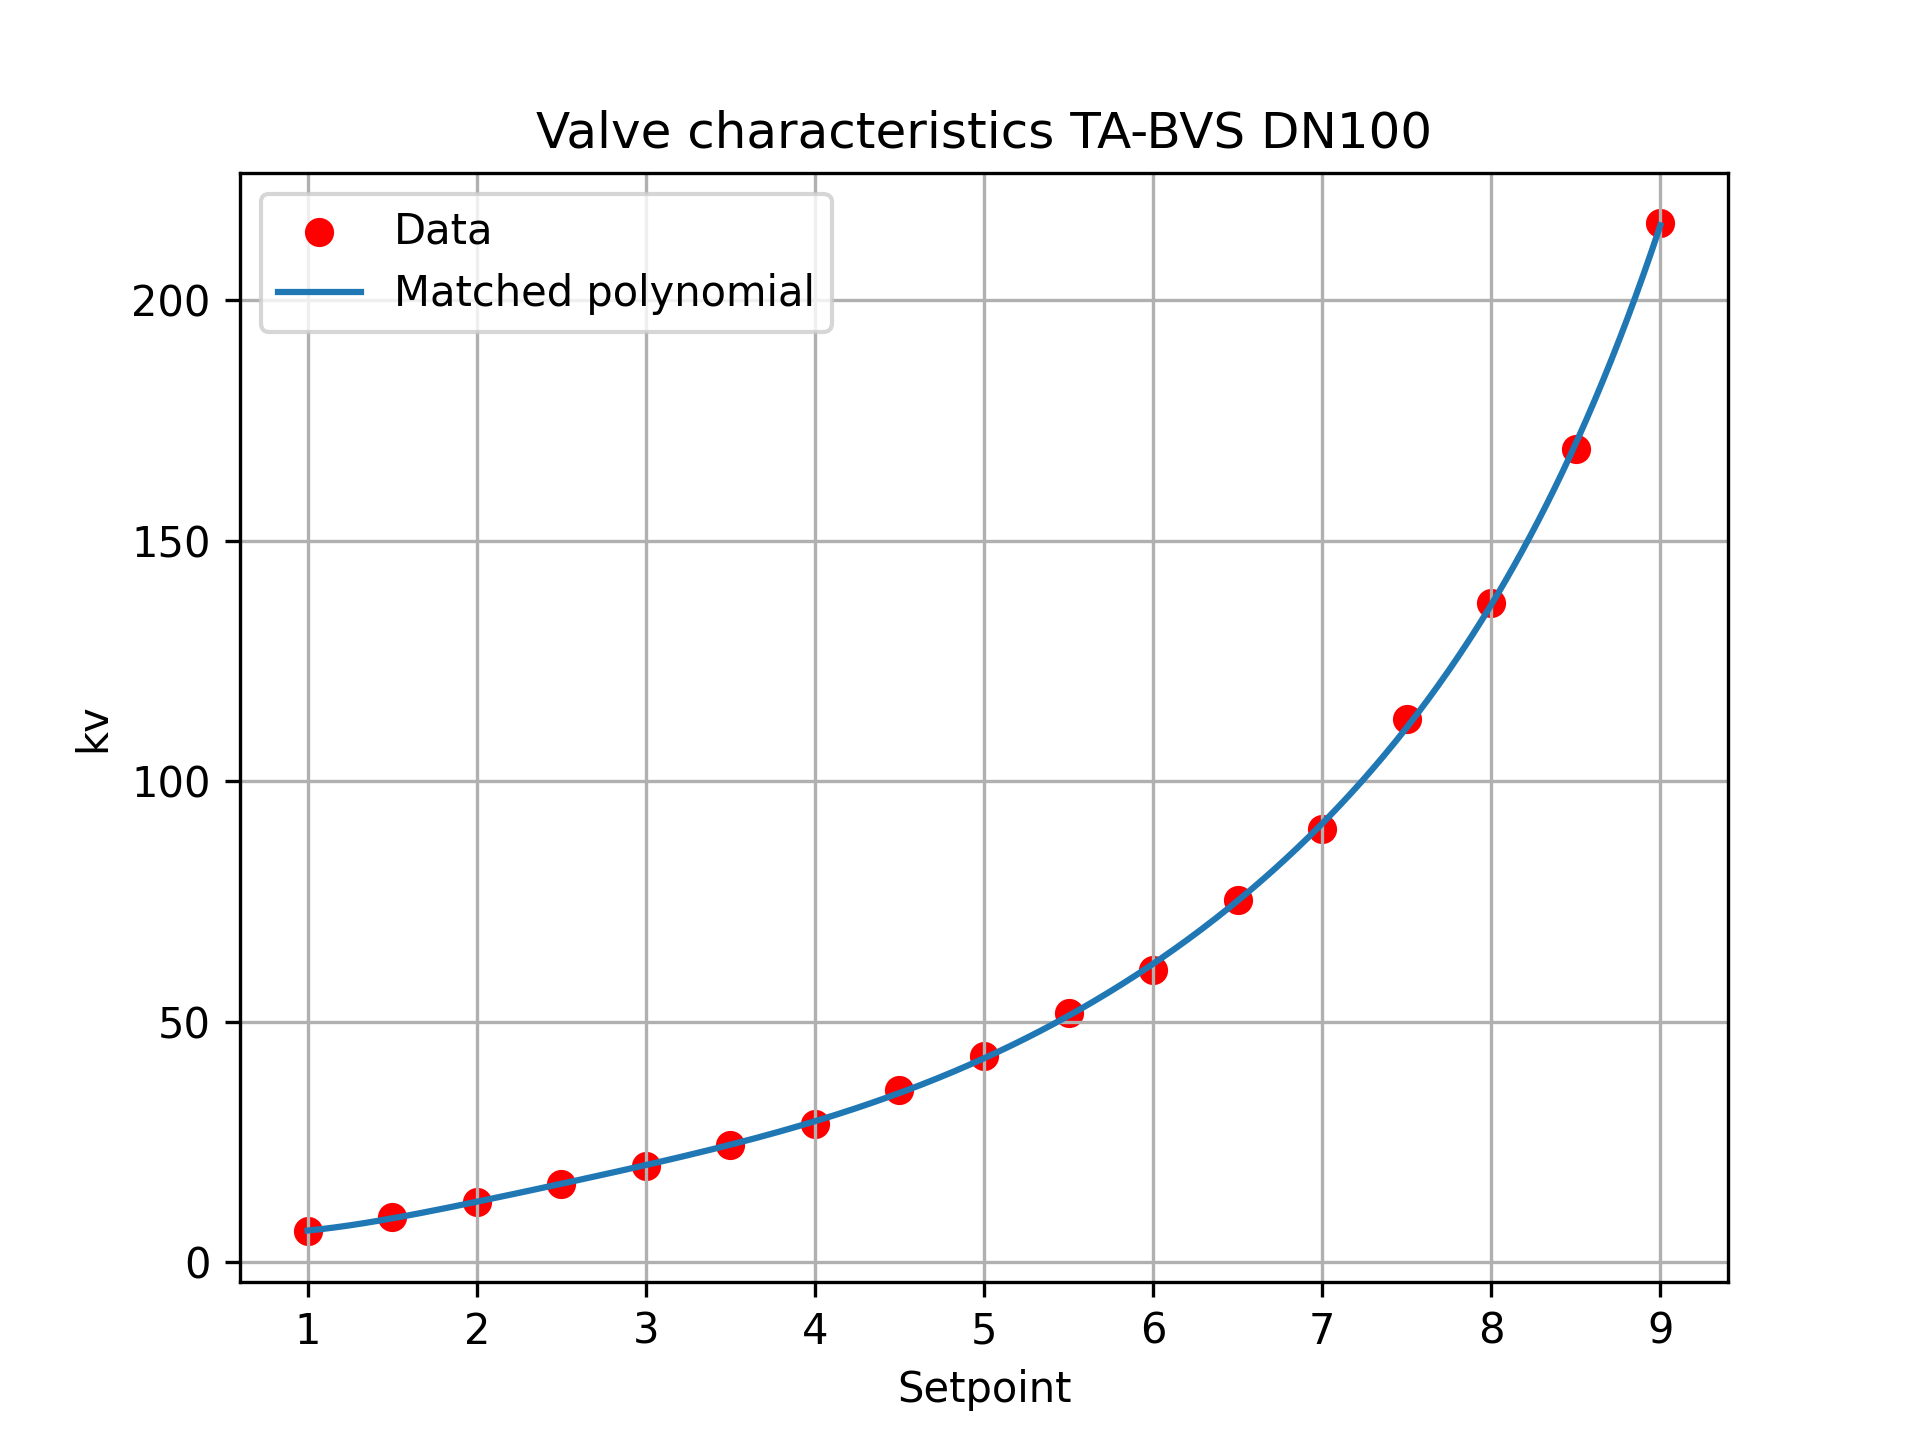 Valve characteristics TA-BVS DN100
Data
Matched polynomial
200
150
100
50
0
kv
1 2 3 4 5 6 7 8 9
Setpoint